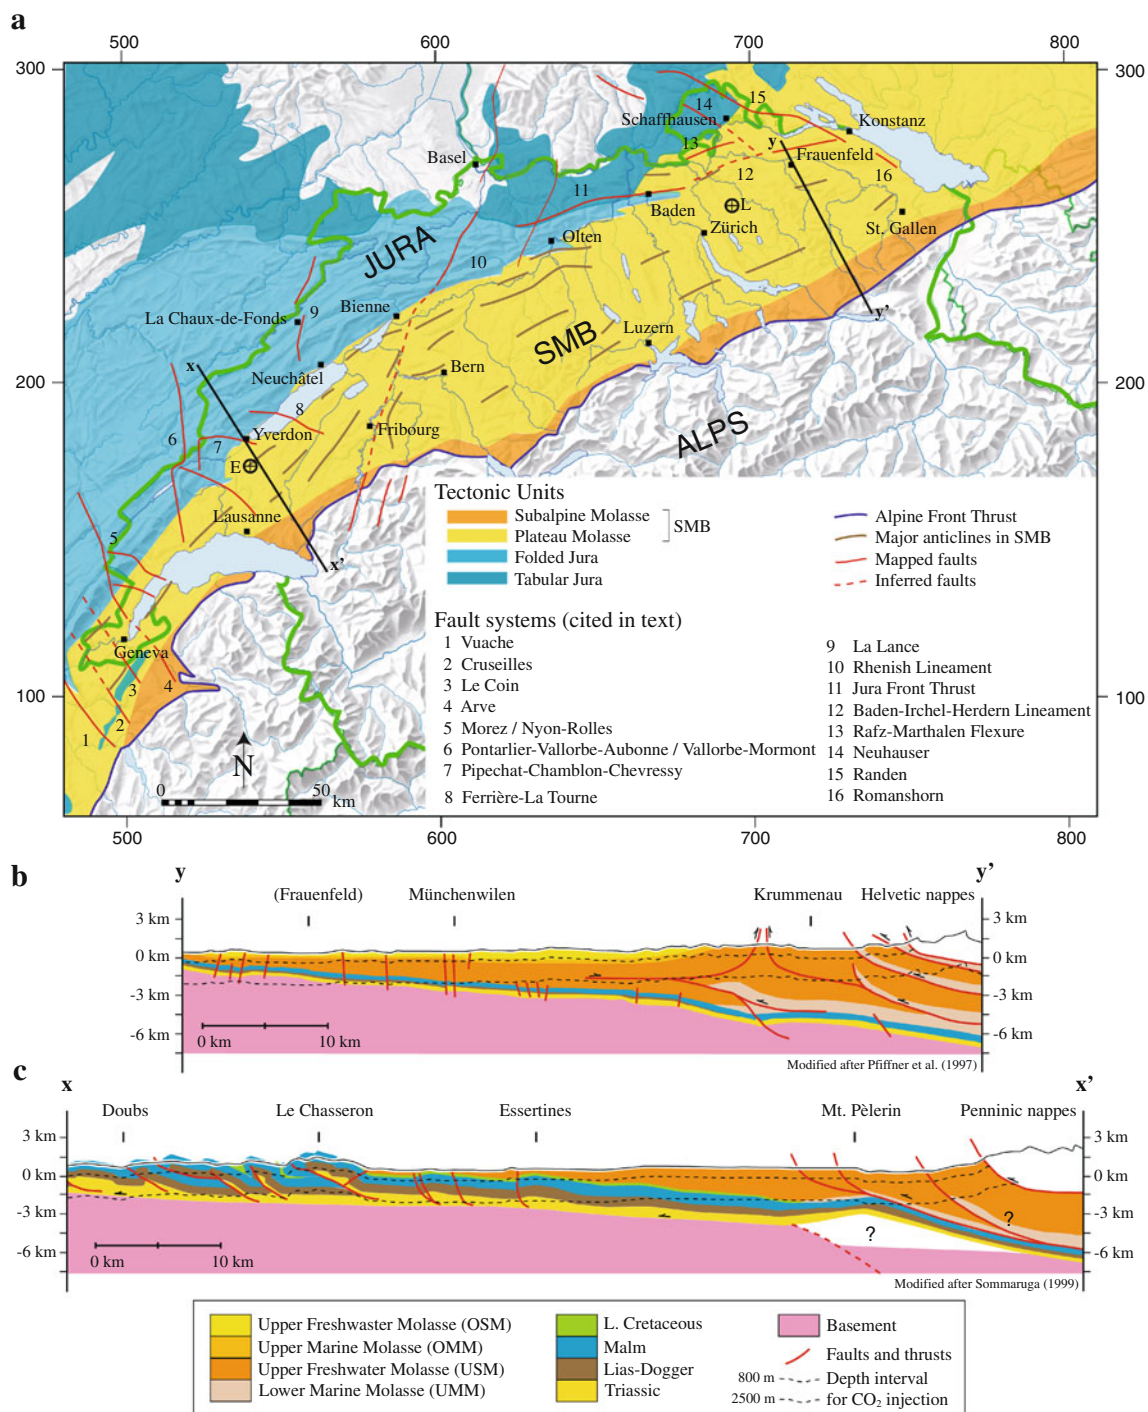 a
500
600
700
800
300
300
14
15
Schaffhausen
Konstanz
13
y
Basel
Frauenfeld
12
16
11
Baden
L
St. Gallen
Zürich
JURA
Olten
10
Bienne
La Chaux-de-Fonds
9
y'
Luzern
SMB
200
x
Neuchâtel
Bern
200
8
ALPS
6
7
Yverdon
Fribourg
E
Lausanne
5
x'
Geneva
3
4
100
2
1
100
N
0
50
km
Tectonic Units
Subalpine Molasse
Plateau Molasse
SMB
Folded Jura
Tabular Jura
Alpine Front Thrust
Major anticlines in SMB
Mapped faults
Inferred faults
Fault systems (cited in text)
1 Vuache
2 Cruseilles
3 Le Coin
4 Arve
5 Morez / Nyon-Rolles
6 Pontarlier-Vallorbe-Aubonne / Vallorbe-Mormont
7 Pipechat-Chamblon-Chevressy
8 Ferrière-La Tourne
9 La Lance
10 Rhenish Lineament
11 Jura Front Thrust
12 Baden-Irchel-Herdern Lineament
13 Rafz-Marthalen Flexure
14 Neuhauser
15 Randen
16 Romanshorn
500
600
700
800
b
y
y'
(Frauenfeld)
Münchenwilen
Krummenau
Helvetic nappes
3 km
0 km
-3 km
-6 km
3 km
0 km
-3 km
-6 km
0 km
10 km
Modified after Pfiffner et al. (1997)
c
x
x'
Doubs
Le Chasseron
Essertines
Mt. Pèlerin
Penninic nappes
3 km
0 km
-3 km
-6 km
3 km
0 km
-3 km
-6 km
?
?
0 km
10 km
Modified after Sommaruga (1999)
Upper Freshwaster Molasse (OSM)
Upper Marine Molasse (OMM)
Upper Freshwater Molasse (USM)
Lower Marine Molasse (UMM)
L. Cretaceous
Malm
Lias-Dogger
Triassic
Basement
Faults and thrusts
800 m
Depth interval
2500 m
for CO2 injection